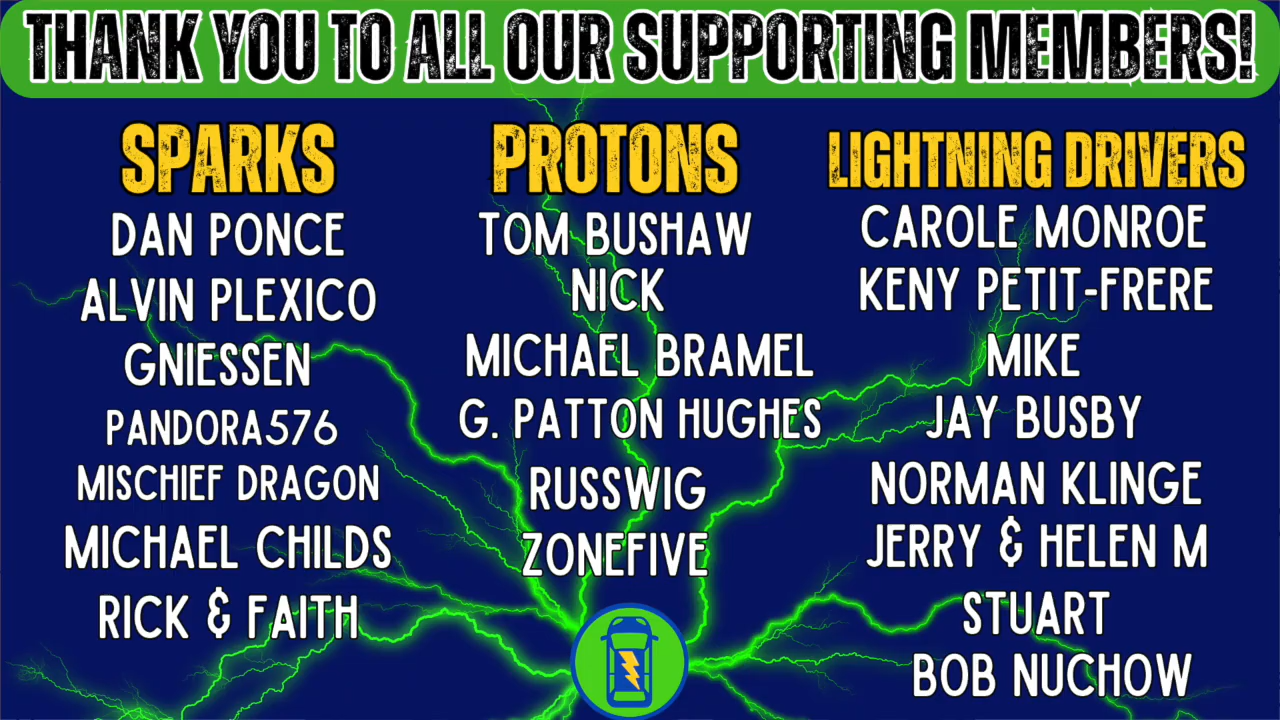 THANK YOU TO ALL OUR SUPPORTING MEMBERS!
SPARKS
DAN PONCE
ALVIN PLEXICO
GNIESSEN
PANDORA576
MISCHIEF DRAGON
MICHAEL CHILDS
RICK & FAITH
PROTONS
TOM BUSHAW
NICK
MICHAEL BRAMEL
G. PATTON HUGHES
RUSSWIG
ZONEFIVE
LIGHTNING DRIVERS
CAROLE MONROE
KENY PETIT-FRERE
MIKE
JAY BUSBY
NORMAN KLINGE
JERRY & HELEN M
STUART
BOB NUCHOW